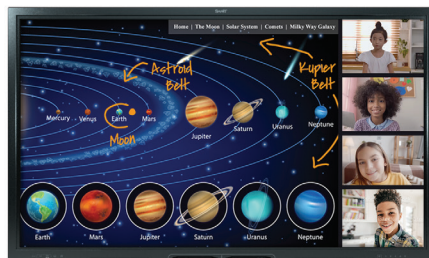 Home | The Moon | Solar System | Comets | Milky Way Galaxy
Astroid
Belt
Kupier
Belt
Mercury
Venus
Earth
Mars
Jupiter
Saturn
Uranus
Neptune
Moon
Earth
Mars
Jupiter
Saturn
Uranus
Neptune